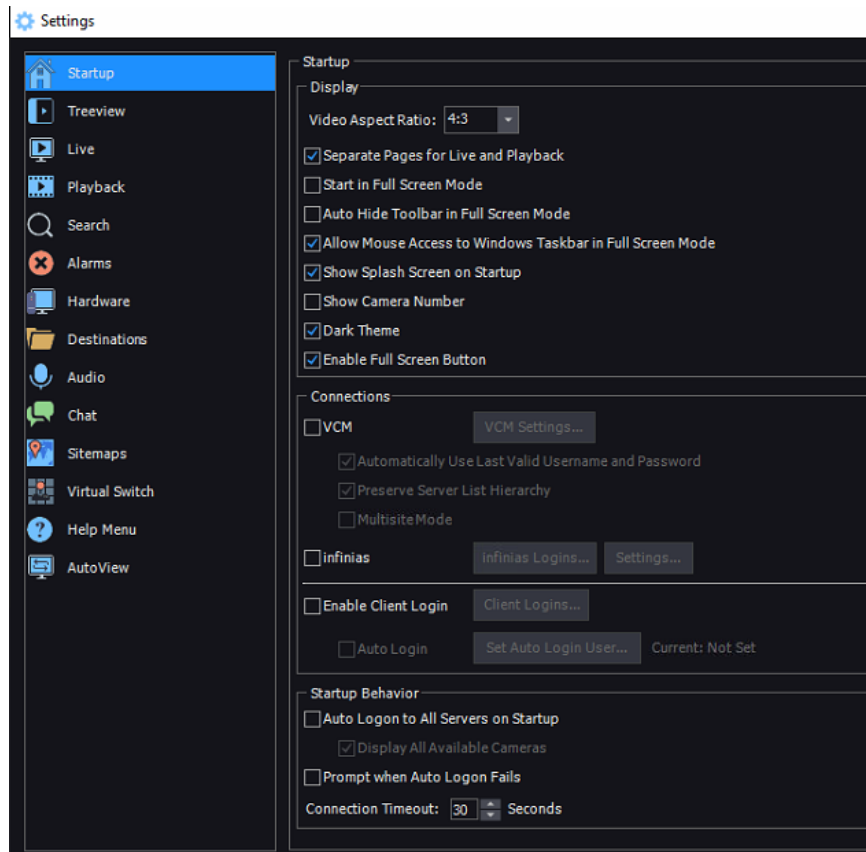 Settings
Startup
Treeview
Live
Playback
Search
Alarms
Hardware
Destinations
Audio
Chat
Sitemaps
Virtual Switch
Help Menu
AutoView
Startup
Display
Video Aspect Ratio: 4:3
Separate Pages for Live and Playback
Start in Full Screen Mode
Auto Hide Toolbar in Full Screen Mode
Allow Mouse Access to Windows Taskbar in Full Screen Mode
Show Splash Screen on Startup
Show Camera Number
Dark Theme
Enable Full Screen Button
Connections
VCM VCM Settings...
Automatically Use Last Valid Username and Password
Preserve Server List Hierarchy
Multisite Mode
infinias infinias Logins... Settings...
Enable Client Login Client Logins...
Auto Login Set Auto Login User... Current: Not Set
Startup Behavior
Auto Logon to All Servers on Startup
Display All Available Cameras
Prompt when Auto Logon Fails
Connection Timeout: 30 Seconds